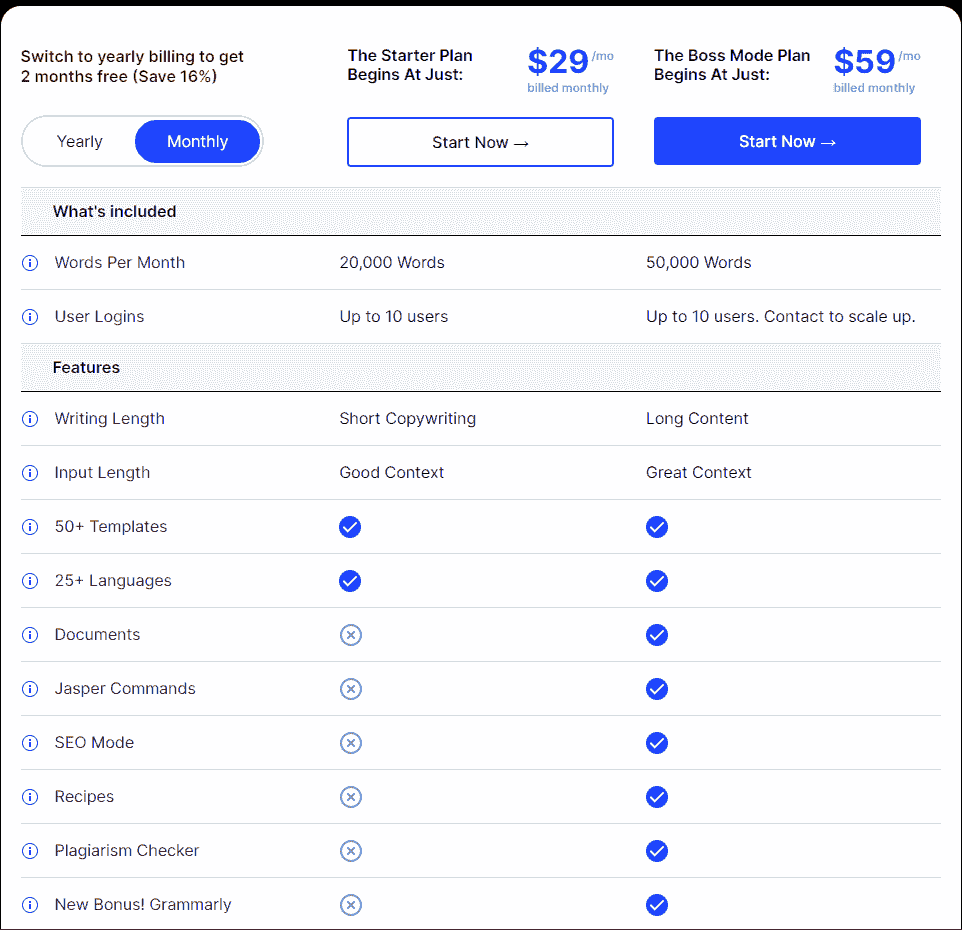 Switch to yearly billing to get
2 months free (Save 16%)
Yearly
Monthly
The Starter Plan
Begins At Just:
$29 /mo
billed monthly
Start Now →
The Boss Mode Plan
Begins At Just:
$59 /mo
billed monthly
Start Now →
What's included
Words Per Month 20,000 Words 50,000 Words
User Logins Up to 10 users Up to 10 users. Contact to scale up.
Features
Writing Length Short Copywriting Long Content
Input Length Good Context Great Context
50+ Templates
25+ Languages
Documents
Jasper Commands
SEO Mode
Recipes
Plagiarism Checker
New Bonus! Grammarly